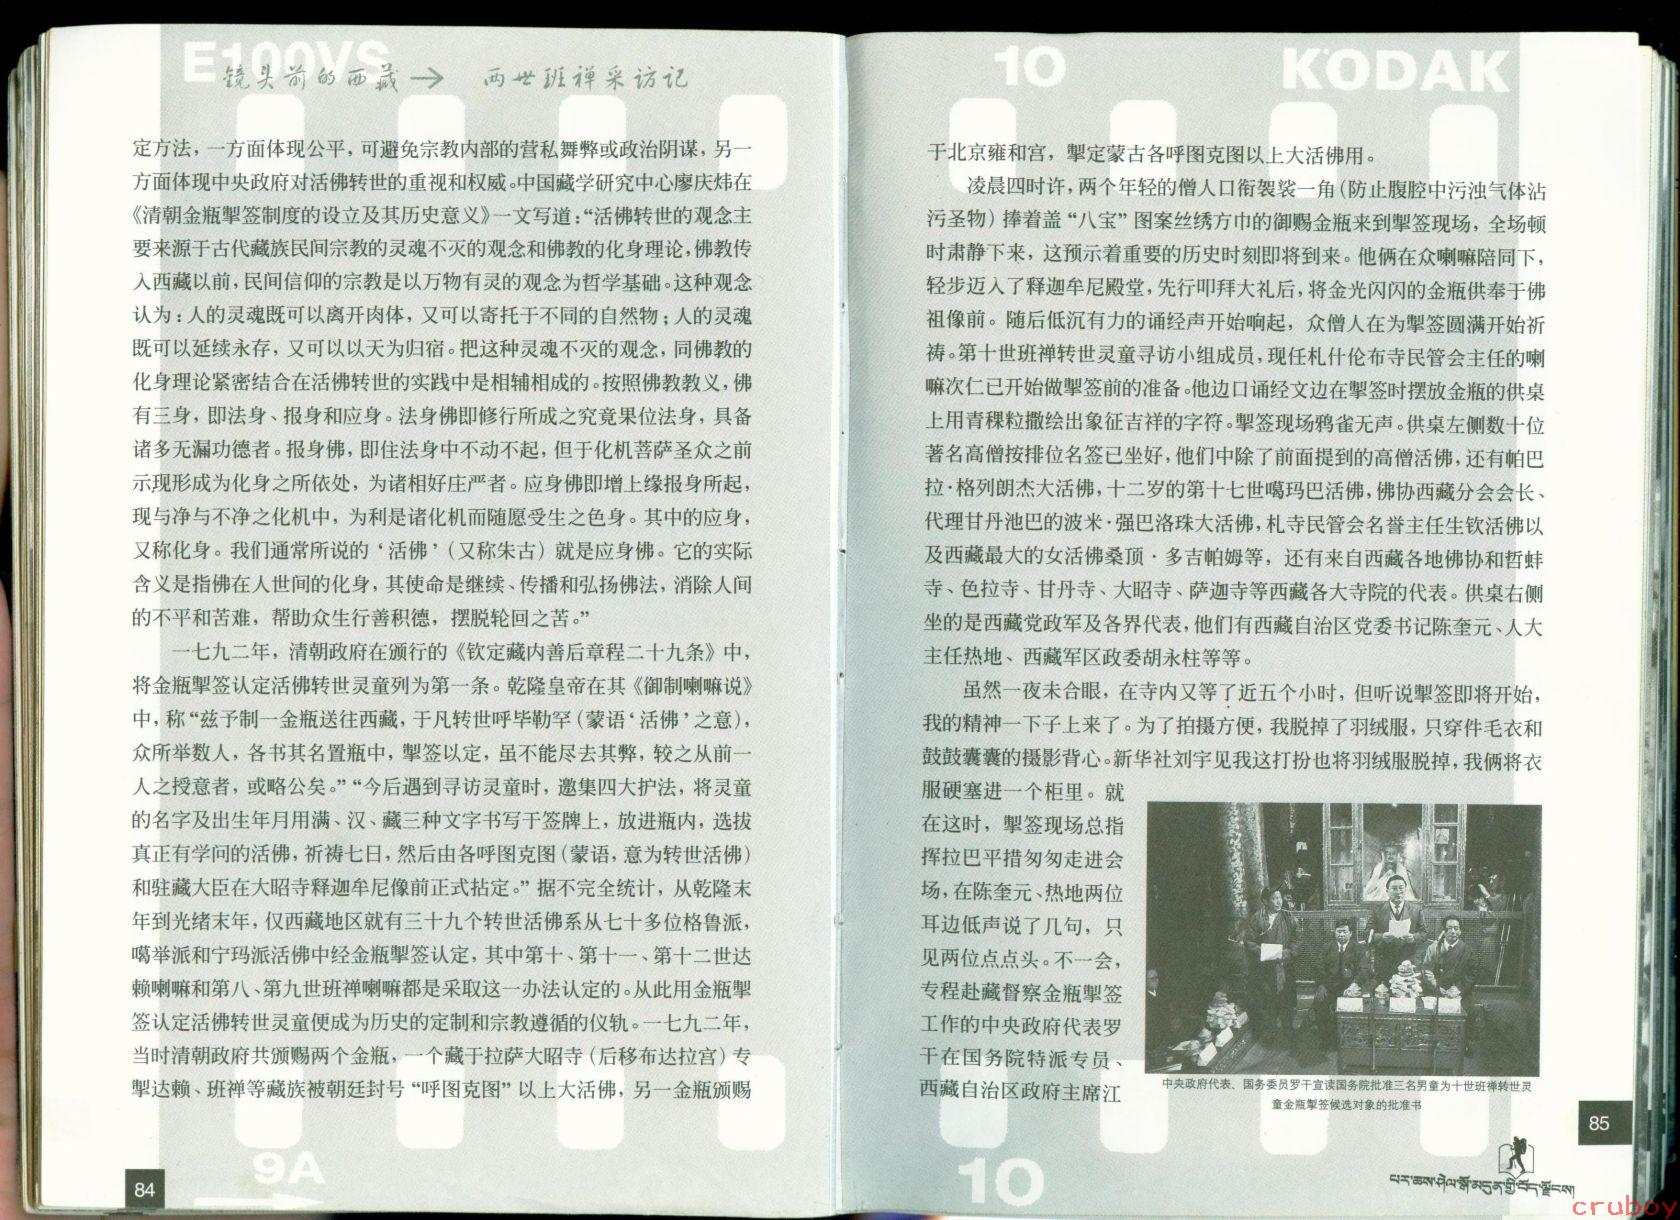 E100VS
镜头前的西藏→ 两世班禅采访记
定方法，一方面体现公平，可避免宗教内部的营私舞弊或政治阴谋，另一
方面体现中央政府对活佛转世的重视和权威。中国藏学研究中心廖庆炜在
《清朝金瓶掣签制度的设立及其历史意义》一文写道：“活佛转世的观念主
要来源于古代藏族民间宗教的灵魂不灭的观念和佛教的化身理论，佛教传
入西藏以前，民间信仰的宗教是以万物有灵的观念为哲学基础。这种观念
认为：人的灵魂既可以离开肉体，又可以寄托于不同的自然物；人的灵魂
既可以延续永存，又可以以天为归宿。把这种灵魂不灭的观念，同佛教的
化身理论紧密结合在活佛转世的实践中是相辅相成的。按照佛教教义，佛
有三身，即法身、报身和应身。法身佛即修行所成之究竟果位法身，具备
诸多无漏功德者。报身佛，即住法身中不动不起，但于化机菩萨圣众之前
示现形成为化身之所依处，为诸相好庄严者。应身佛即增上缘报身所起，
现与净与不净之化机中，为利是诸化机而随愿受生之色身。其中的应身，
又称化身。我们通常所说的‘活佛’（又称朱古）就是应身佛。它的实际
含义是指佛在人世间的化身，其使命是继续、传播和弘扬佛法，消除人间
的不平和苦难，帮助众生行善积德，摆脱轮回之苦。”
一七九二年，清朝政府在颁行的《钦定藏内善后章程二十九条》中，
将金瓶掣签认定活佛转世灵童列为第一条。乾隆皇帝在其《御制喇嘛说》
中，称“兹予制一金瓶送往西藏，于凡转世呼毕勒罕（蒙语‘活佛’之意），
众所举数人，各书其名置瓶中，掣签以定，虽不能尽去其弊，较之从前一
人之授意者，或略公矣。”“今后遇到寻访灵童时，邀集四大护法，将灵童
的名字及出生年月用满、汉、藏三种文字书写于签牌上，放进瓶内，选拔
真正有学问的活佛，祈祷七日，然后由各呼图克图（蒙语，意为转世活佛）
和驻藏大臣在大昭寺释迦牟尼像前正式拈定。”据不完全统计，从乾隆末
年到光绪末年，仅西藏地区就有三十九个转世活佛系从七十多位格鲁派，
噶举派和宁玛派活佛中经金瓶掣签认定，其中第十、第十一、第十二世达
赖喇嘛和第八、第九世班禅喇嘛都是采取这一办法认定的。从此用金瓶掣
签认定活佛转世灵童便成为历史的定制和宗教遵循的仪轨。一七九二年，
当时清朝政府共颁赐两个金瓶，一个藏于拉萨大昭寺（后移布达拉宫）专
掣达赖、班禅等藏族被朝廷封号“呼图克图”以上大活佛，另一金瓶颁赐
9A
84
10
KODAK
于北京雍和宫，掣定蒙古各呼图克图以上大活佛用。
凌晨四时许，两个年轻的僧人口衔袈裟一角（防止腹腔中污浊气体沾
污圣物）捧着盖“八宝”图案丝绣方巾的御赐金瓶来到掣签现场，全场顿
时肃静下来，这预示着重要的历史时刻即将到来。他俩在众喇嘛陪同下，
轻步迈入了释迦牟尼殿堂，先行叩拜大礼后，将金光闪闪的金瓶供奉于佛
祖像前。随后低沉有力的诵经声开始响起，众僧人在为掣签圆满开始祈
祷。第十世班禅转世灵童寻访小组成员，现任札什伦布寺民管会主任的喇
嘛次仁已开始做掣签前的准备。他边口诵经文边在掣签时摆放金瓶的供桌
上用青稞粒撒绘出象征吉祥的字符。掣签现场鸦雀无声。供桌左侧数十位
著名高僧按排位名签已坐好，他们中除了前面提到的高僧活佛，还有帕巴
拉·格列朗杰大活佛，十二岁的第十七世噶玛巴活佛，佛协西藏分会会长、
代理甘丹池巴的波米·强巴洛珠大活佛，札寺民管会名誉主任生钦活佛以
及西藏最大的女活佛桑顶·多吉帕姆等，还有来自西藏各地佛协和哲蚌
寺、色拉寺、甘丹寺、大昭寺、萨迦寺等西藏各大寺院的代表。供桌右侧
坐的是西藏党政军及各界代表，他们有西藏自治区党委书记陈奎元、人大
主任热地、西藏军区政委胡永柱等等。
虽然一夜未合眼，在寺内又等了近五个小时，但听说掣签即将开始，
我的精神一下子上来了。为了拍摄方便，我脱掉了羽绒服，只穿件毛衣和
鼓鼓囊囊的摄影背心。新华社刘宇见我这打扮也将羽绒服脱掉，我俩将衣
服硬塞进一个柜里。就
在这时，掣签现场总指
挥拉巴平措匆匆走进会
场，在陈奎元、热地两位
耳边低声说了几句，只
见两位点点头。不一会，
专程赴藏督察金瓶掣签
工作的中央政府代表罗
干在国务院特派专员、
西藏自治区政府主席江
中央政府代表、国务委员罗干宣读国务院批准三名男童为十世班禅转世灵
童金瓶掣签候选对象的批准书
85
10
cruboy